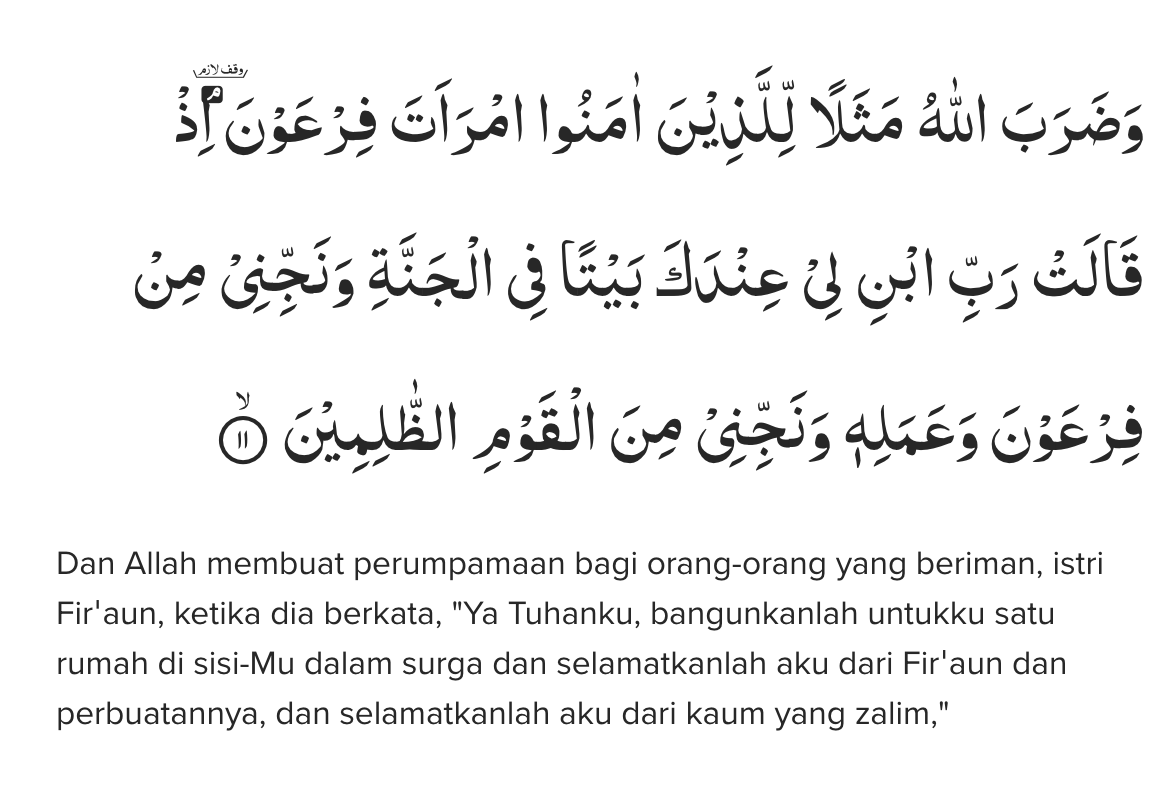 وَضَرَبَ اللّٰهُ مَثَلًا لِّلَّذِيْنَ اٰمَنُوا امْرَاَتَ فِرْعَوْنَۘ اِذْ
قَالَتْ رَبِّ ابْنِ لِيْ عِنْدَكَ بَيْتًا فِى الْجَنَّةِ وَنَجِّنِيْ مِنْ
فِرْعَوْنَ وَعَمَلِهٖ وَنَجِّنِيْ مِنَ الْقَوْمِ الظّٰلِمِيْنَۙ ١١
Dan Allah membuat perumpamaan bagi orang-orang yang beriman, istri
Fir'aun, ketika dia berkata, "Ya Tuhanku, bangunkanlah untukku satu
rumah di sisi-Mu dalam surga dan selamatkanlah aku dari Fir'aun dan
perbuatannya, dan selamatkanlah aku dari kaum yang zalim,"